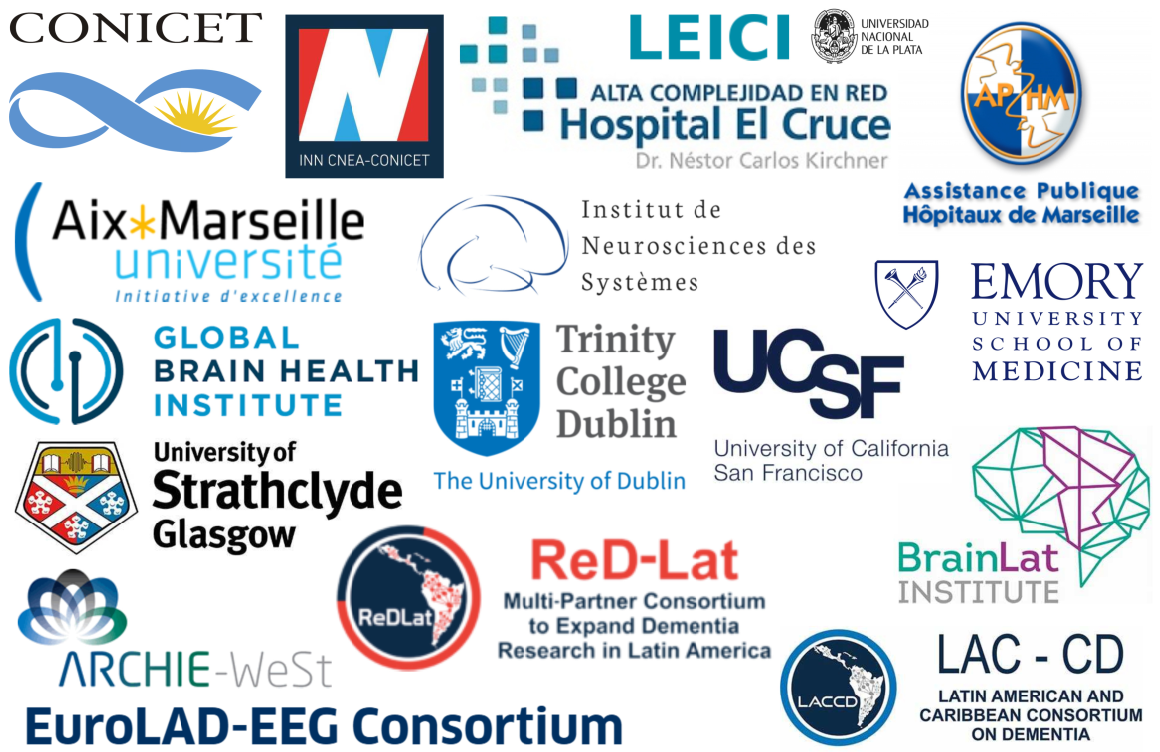 CONICET
INN CNEA-CONICET
LEICI
UNIVERSIDAD
NACIONAL
DE LA PLATA
ALTA COMPLEJIDAD EN RED
Hospital El Cruce
Dr. Néstor Carlos Kirchner
AP HM
Assistance Publique
Hôpitaux de Marseille
Aix*Marseille
université
Initiative d'excellence
Institut de
Neurosciences des
Systèmes
EMORY
UNIVERSITY
SCHOOL OF
MEDICINE
GLOBAL
BRAIN HEALTH
INSTITUTE
Trinity
College
Dublin
The University of Dublin
UCSF
University of California
San Francisco
University of
Strathclyde
Glasgow
BrainLat
INSTITUTE
ReDLat
ReD-Lat
Multi-Partner Consortium
to Expand Dementia
Research in Latin America
ARCHIE-WeSt
LACCD
LAC - CD
LATIN AMERICAN AND
CARIBBEAN CONSORTIUM
ON DEMENTIA
EuroLAD-EEG Consortium